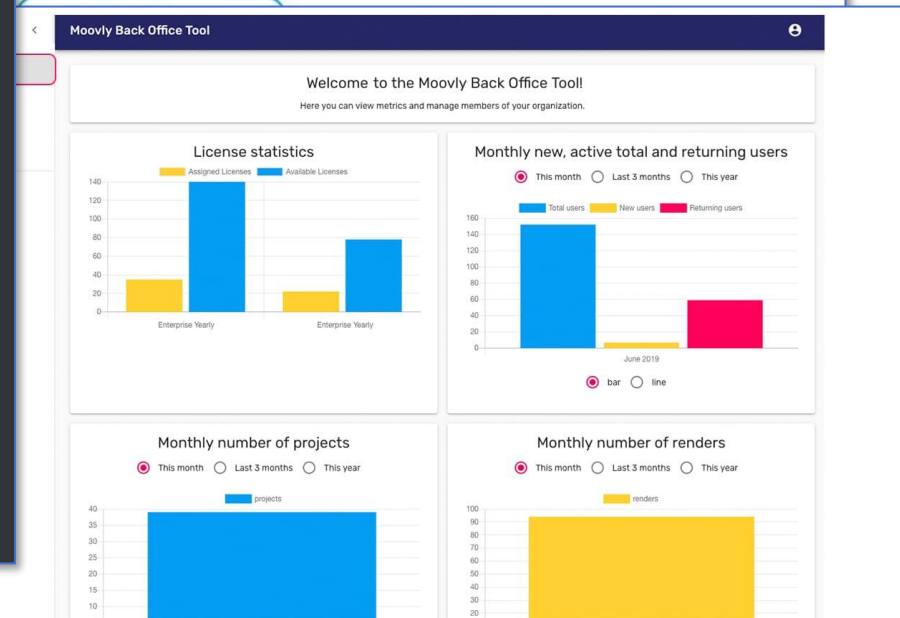 Moovly Back Office Tool
Welcome to the Moovly Back Office Tool!
Here you can view metrics and manage members of your organization.
License statistics
Assigned Licenses Available Licenses
140
120
100
80
60
40
20
0
Enterprise Yearly Enterprise Yearly
Monthly new, active total and returning users
This month Last 3 months This year
Total users New users Returning users
160
140
120
100
80
60
40
20
0
June 2019
bar line
Monthly number of projects
This month Last 3 months This year
projects
40
35
30
25
20
15
10
Monthly number of renders
This month Last 3 months This year
renders
100
90
80
70
60
50
40
30
20